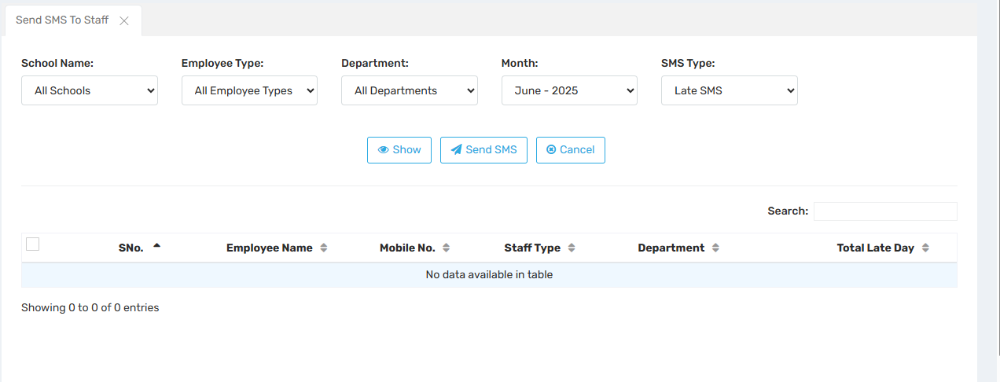 Send SMS To Staff
School Name: Employee Type: Department: Month: SMS Type:
All Schools All Employee Types All Departments June - 2025 Late SMS
Show Send SMS Cancel
Search:
SNo. Employee Name Mobile No. Staff Type Department Total Late Day
No data available in table
Showing 0 to 0 of 0 entries